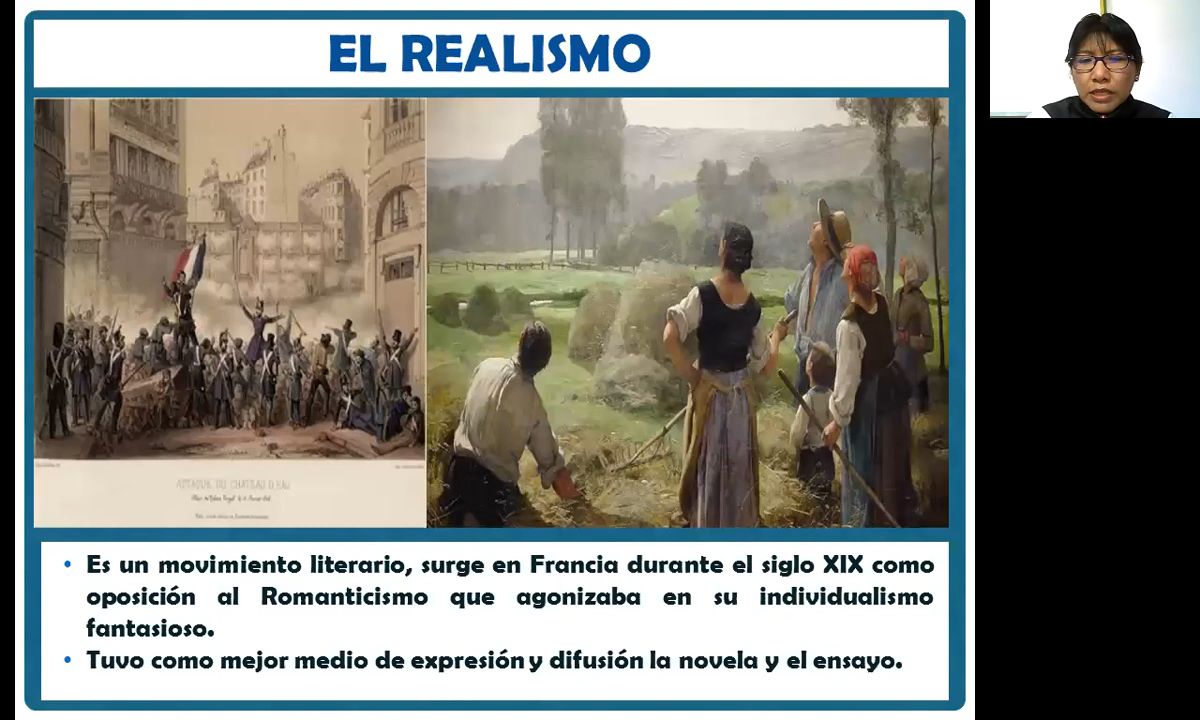 EL REALISMO
ATTAQUE DU CHATEAU D'EAU
• Es un movimiento literario, surge en Francia durante el siglo XIX como
oposición al Romanticismo que agonizaba en su individualismo
fantasioso.
• Tuvo como mejor medio de expresión y difusión la novela y el ensayo.